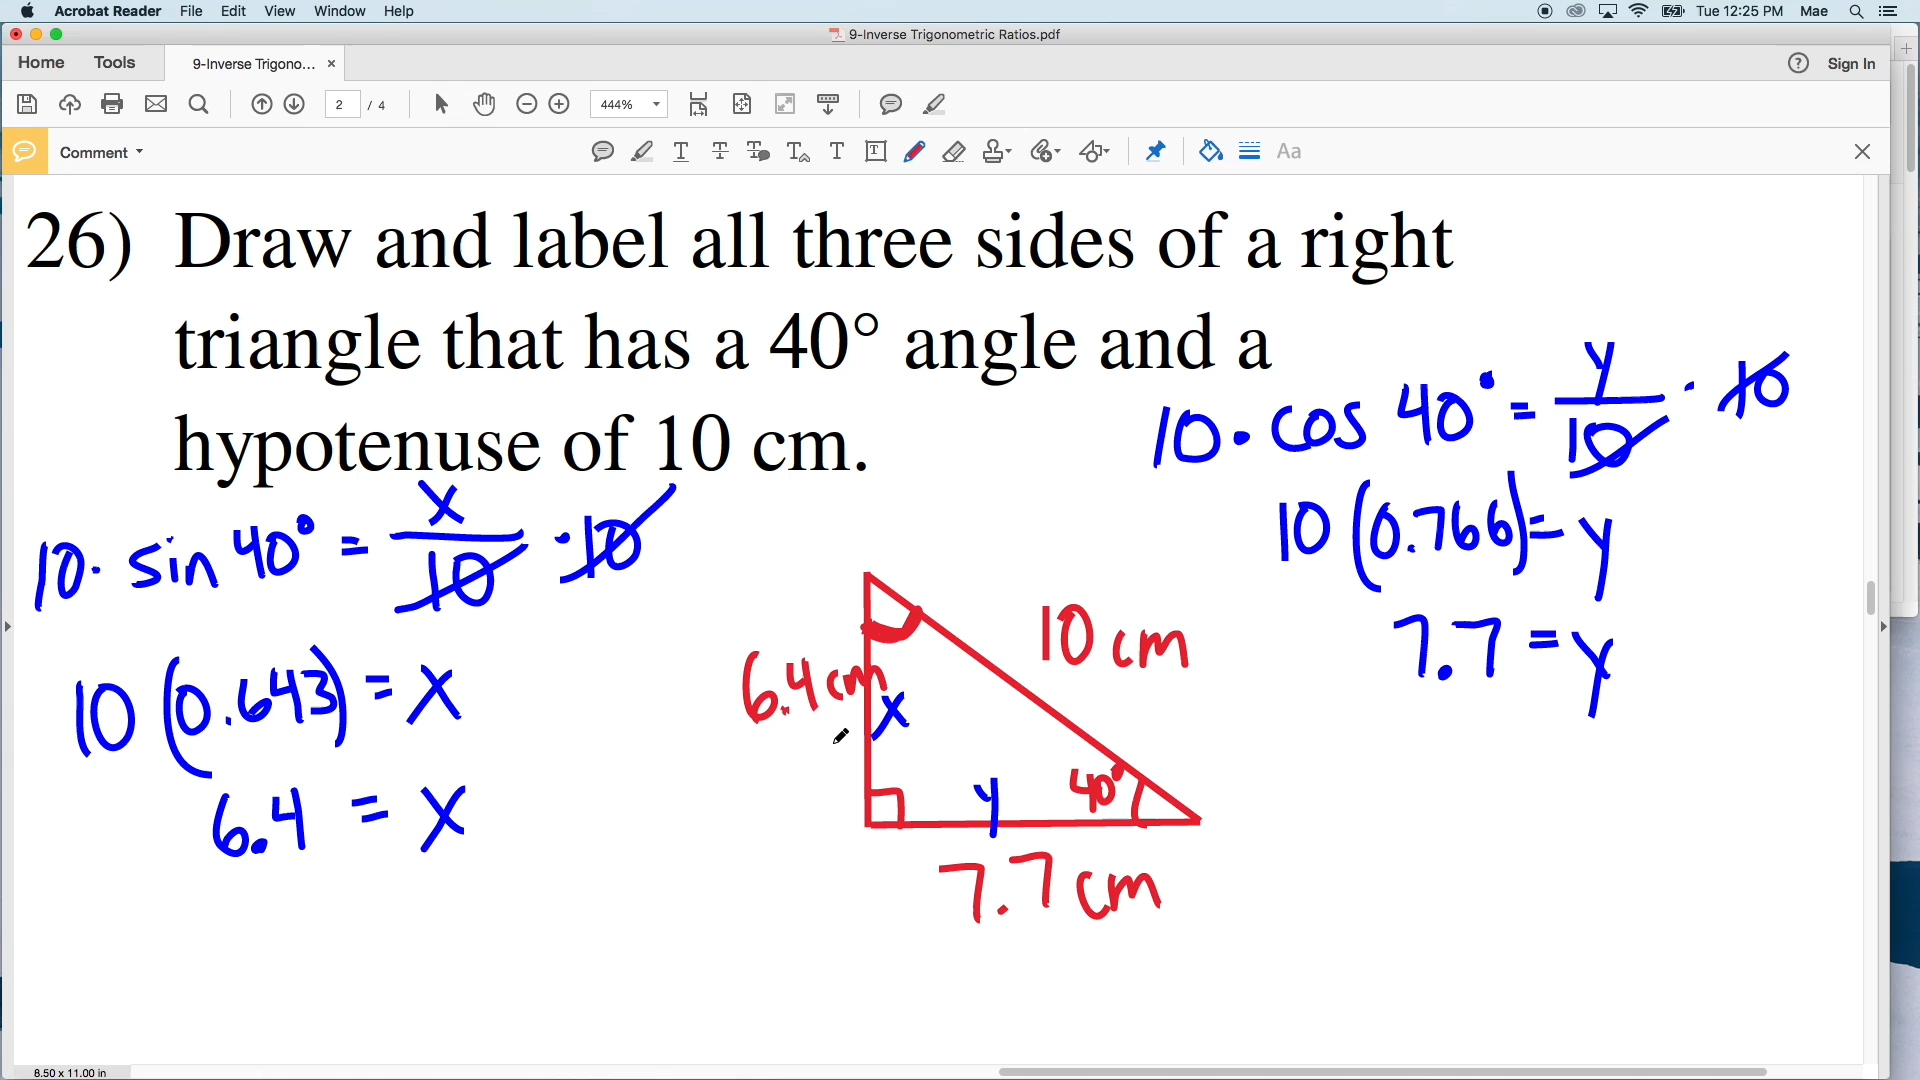 Acrobat Reader File Edit View Window Help Tue 12:25 PM Mae
9-Inverse Trigonometric Ratios.pdf
Home Tools 9-Inverse Trigono... × ? Sign In
2 / 4 444%
Comment T T T T T T Aa
26) Draw and label all three sides of a right
triangle that has a 40° angle and a
hypotenuse of 10 cm.
10 · sin 40° = x/10 · 10
10 (0.643) = x
6.4 = x
10 · cos 40° = y/10 · 10
10 (0.766) = y
7.7 = y
10 cm
6.4 cm
x
40°
y
7.7 cm
8.50 x 11.00 in